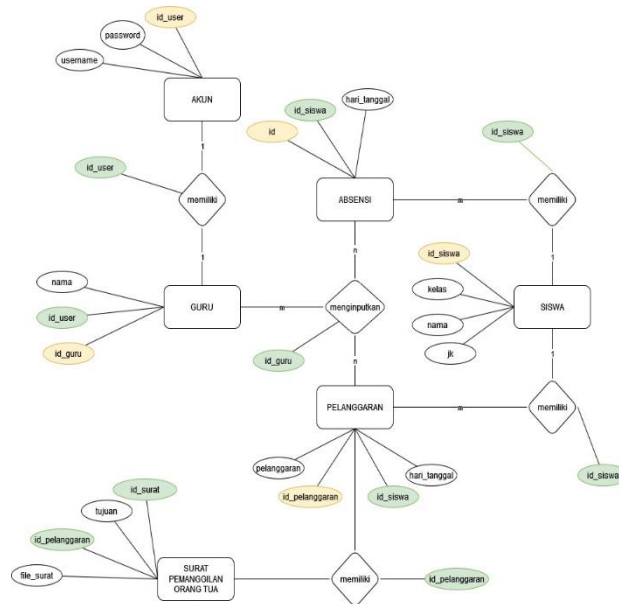 id_user
password
username
AKUN
1
id_user
memiliki
1
nama
id_user
id_guru
GURU
m
hari_tanggal
id_siswa
id
ABSENSI
m
id_siswa
memiliki
n
1
menginputkan
id_guru
n
id_siswa
kelas
nama
jk
SISWA
1
PELANGGARAN
m
memiliki
id_siswa
pelanggaran
id_pelanggaran
id_siswa
hari_tanggal
id_surat
tujuan
id_pelanggaran
file_surat
SURAT
PEMANGGILAN
ORANG TUA
memiliki
id_pelanggaran